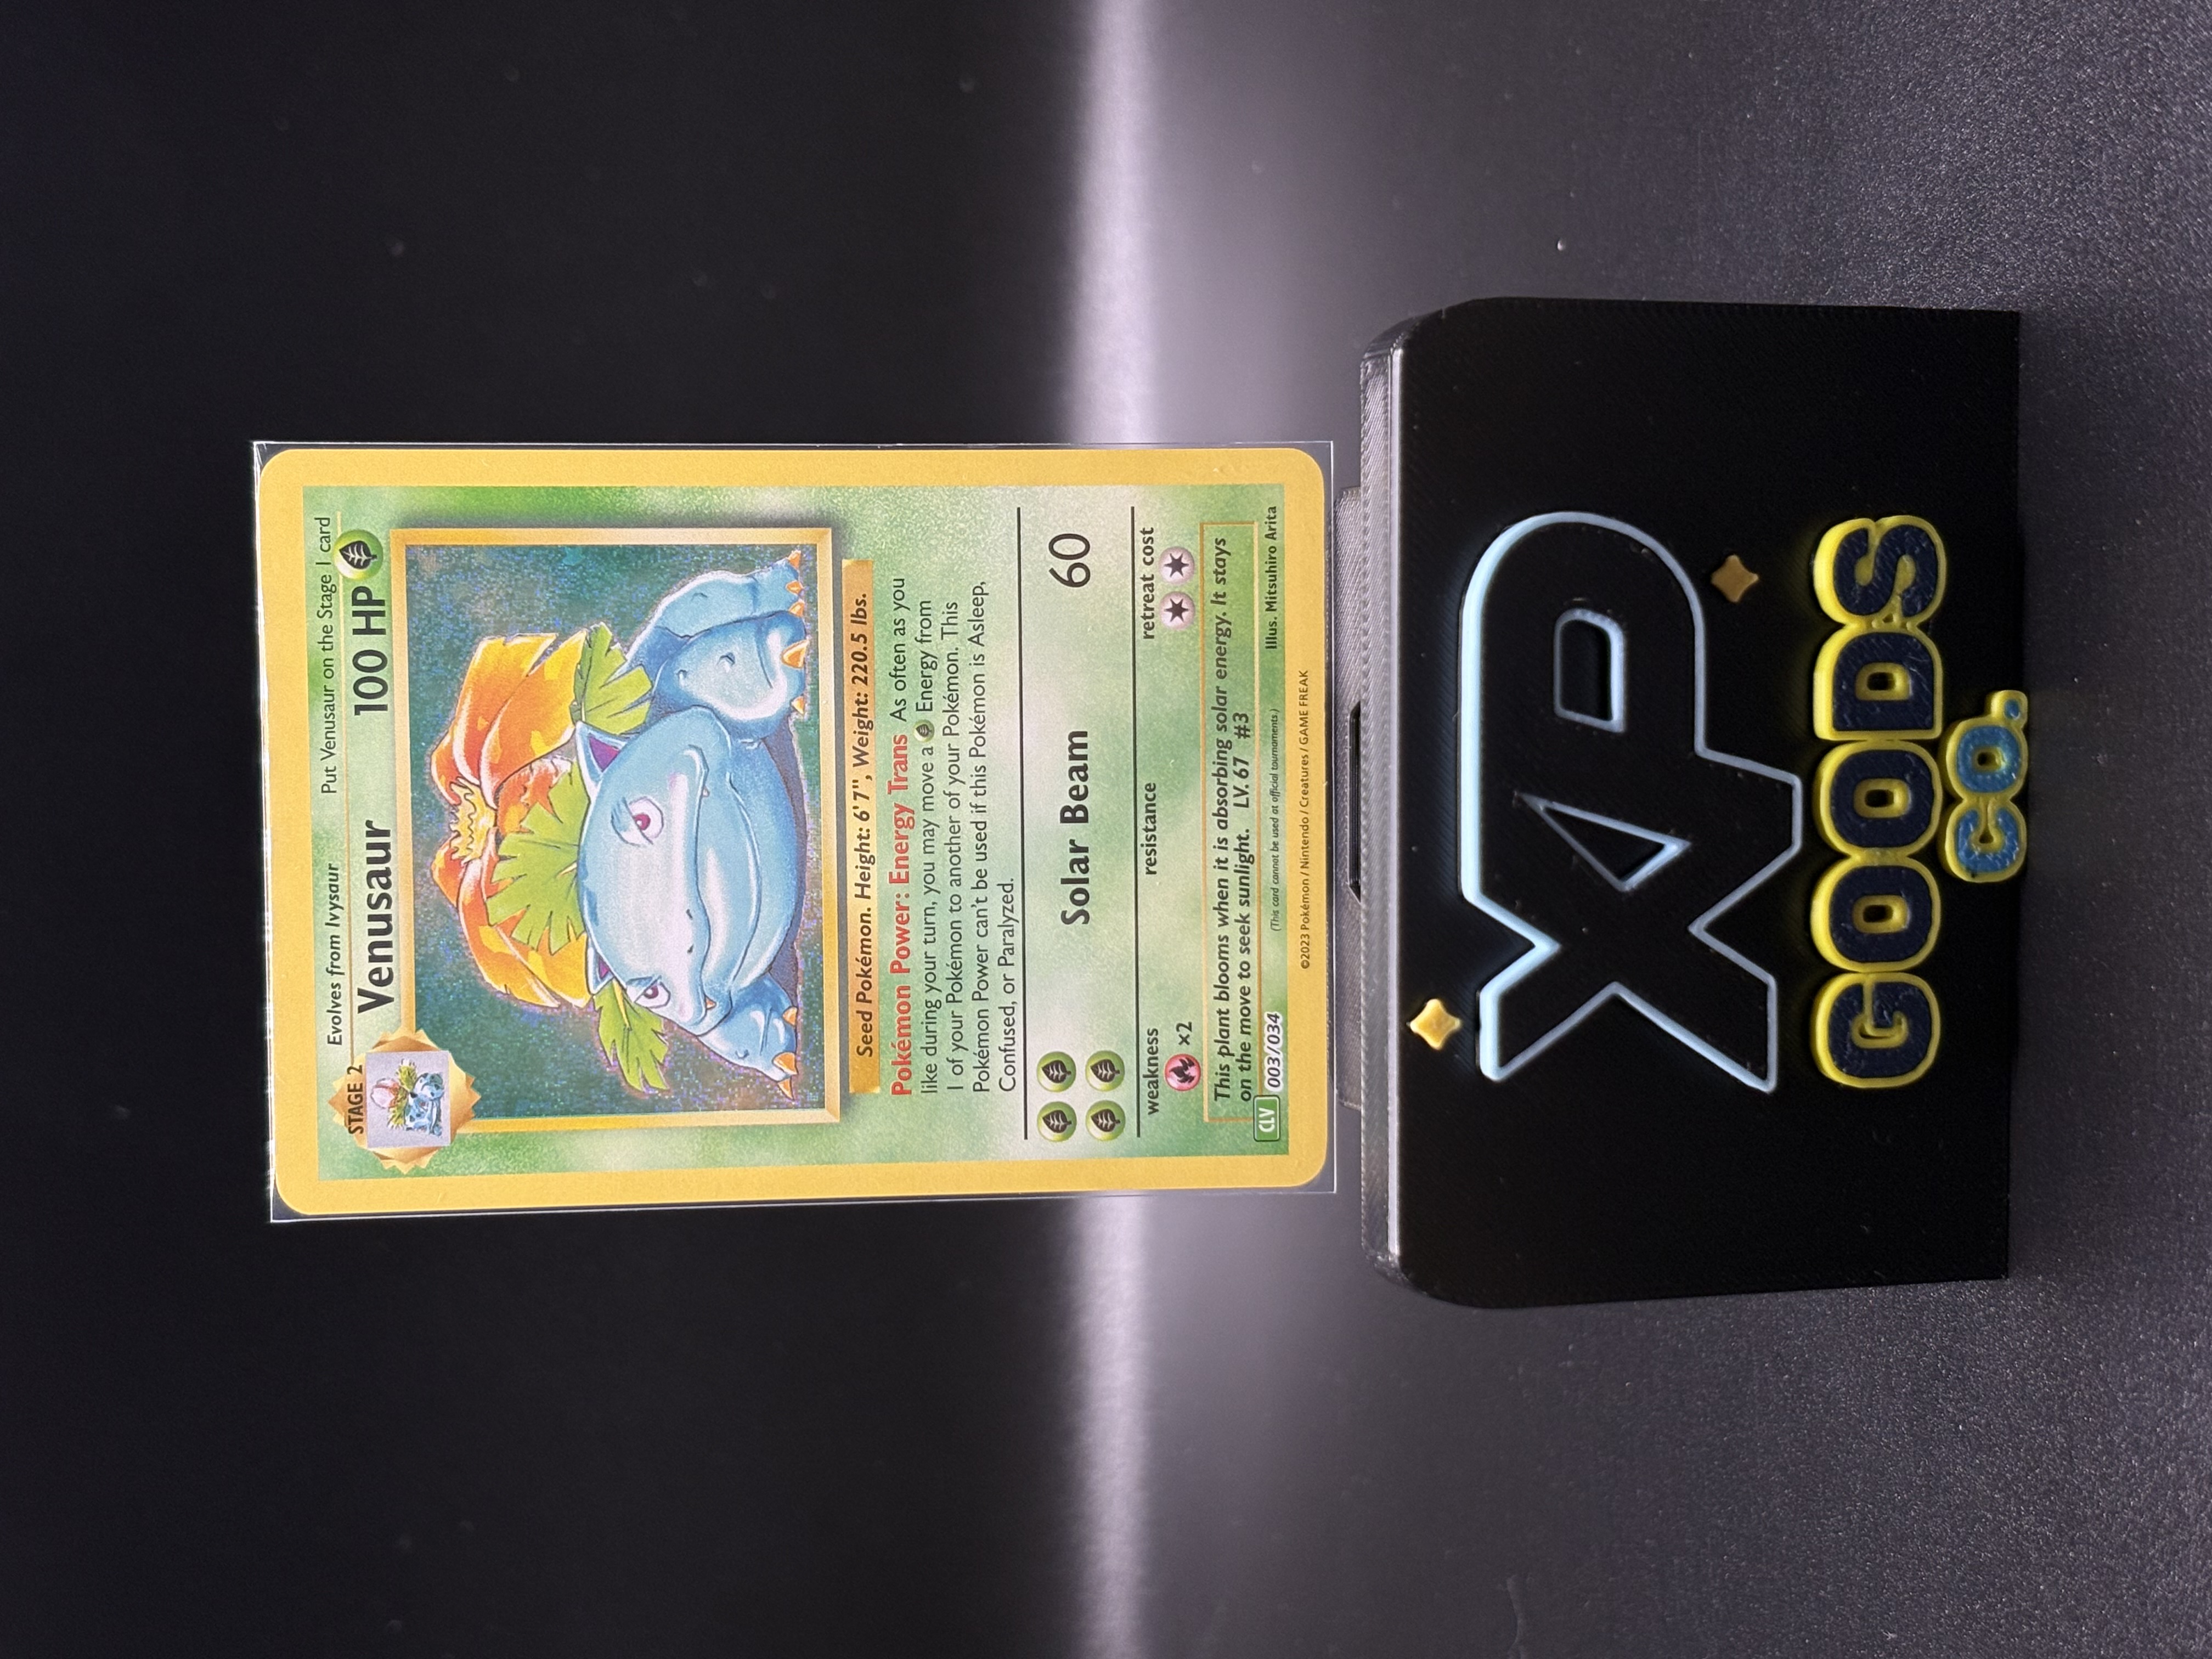 Evolves from Ivysaur Put Venusaur on the Stage 1 card
STAGE 2
Venusaur 100 HP
Seed Pokémon. Height: 6' 7", Weight: 220.5 lbs.
Pokémon Power: Energy Trans As often as you
like during your turn, you may move a Energy from
1 of your Pokémon to another of your Pokémon. This
Pokémon Power can't be used if this Pokémon is Asleep,
Confused, or Paralyzed.
Solar Beam 60
weakness resistance retreat cost
×2
This plant blooms when it is absorbing solar energy. It stays
on the move to seek sunlight. LV. 67 #3
CLV 003/034 (This card cannot be used at official tournaments.) Illus. Mitsuhiro Arita
©2023 Pokémon / Nintendo / Creatures / GAME FREAK
XP
GOODS
CO.